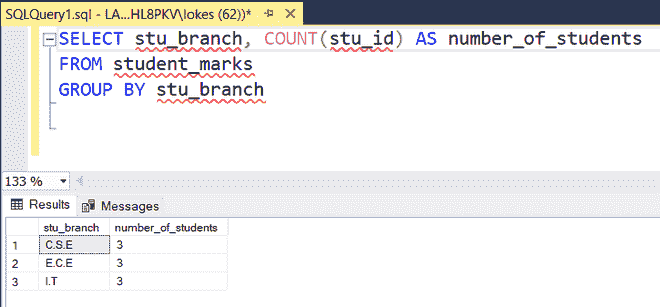 SQLQuery1.sql - LA...HL8PKV\lokes (62))*
SELECT stu_branch, COUNT(stu_id) AS number_of_students
FROM student_marks
GROUP BY stu_branch
133 %
Results Messages
stu_branch number_of_students
1 C.S.E 3
2 E.C.E 3
3 I.T 3